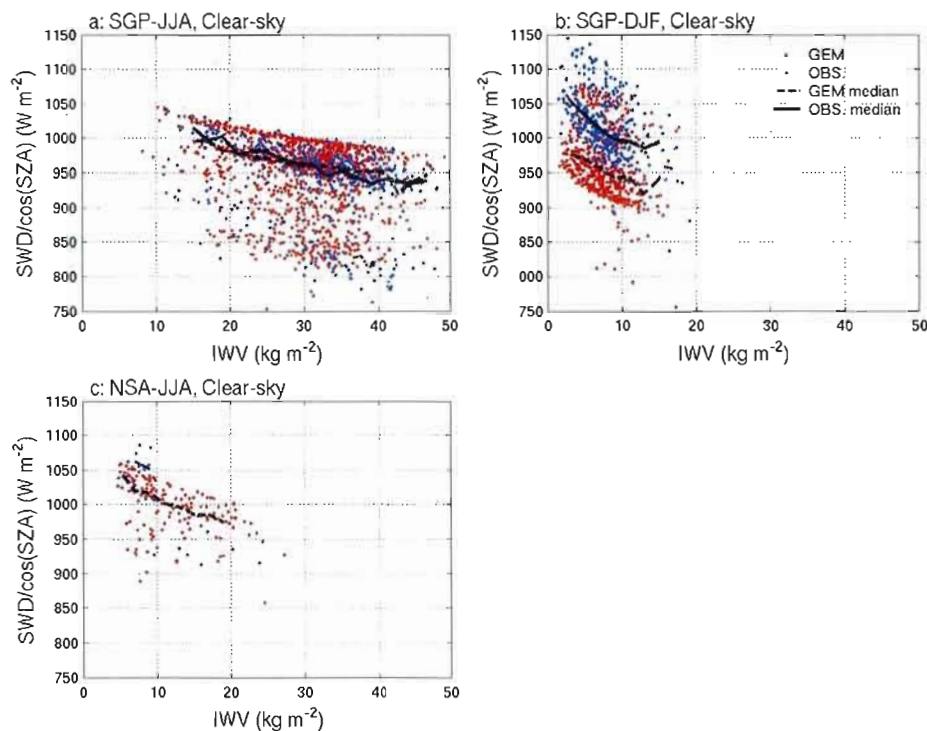 a: SGP-JJA, Clear-sky
1150
1100
1050
1000
950
900
850
800
750
SWD/cos(SZA) (W m-2)
0 10 20 30 40 50
IWV (kg m-2)
b: SGP-DJF, Clear-sky
1150
1100
1050
1000
950
900
850
000
750
SWD/cos(SZA) (W m-2)
0 10 20 30 40 50
IWV (kg m-2)
GEM
OBS.
GEM median
OBS. median
c: NSA-JJA, Clear-sky
1150
1100
1050
1000
950
900
850
800
750
SWD/cos(SZA) (W m-2)
0 10 20 30 40 50
IWV (kg m-2)